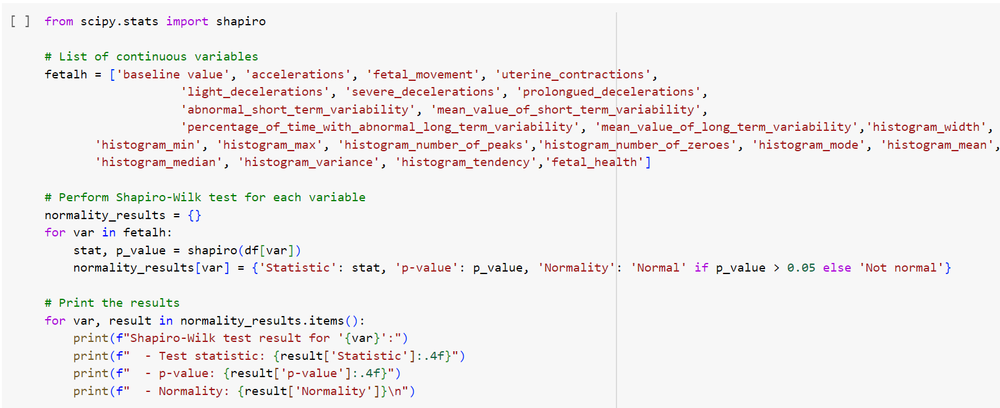 [ ] from scipy.stats import shapiro
# List of continuous variables
fetalh = ['baseline value', 'accelerations', 'fetal_movement', 'uterine_contractions',
'light_decelerations', 'severe_decelerations', 'prolongued_decelerations',
'abnormal_short_term_variability', 'mean_value_of_short_term_variability',
'percentage_of_time_with_abnormal_long_term_variability', 'mean_value_of_long_term_variability','histogram_width',
'histogram_min', 'histogram_max', 'histogram_number_of_peaks','histogram_number_of_zeroes', 'histogram_mode', 'histogram_mean',
'histogram_median', 'histogram_variance', 'histogram_tendency','fetal_health']
# Perform Shapiro-Wilk test for each variable
normality_results = {}
for var in fetalh:
    stat, p_value = shapiro(df[var])
    normality_results[var] = {'Statistic': stat, 'p-value': p_value, 'Normality': 'Normal' if p_value > 0.05 else 'Not normal'}
# Print the results
for var, result in normality_results.items():
    print(f"Shapiro-Wilk test result for '{var}':")
    print(f"  - Test statistic: {result['Statistic']:.4f}")
    print(f"  - p-value: {result['p-value']:.4f}")
    print(f"  - Normality: {result['Normality']}\n")